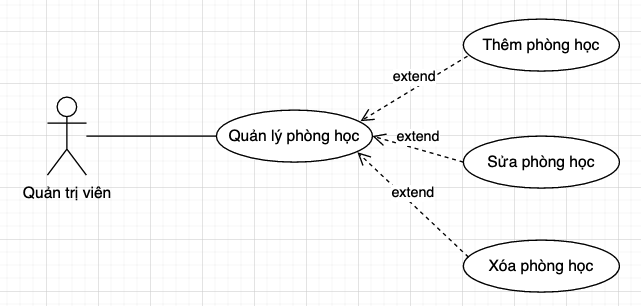 Thêm phòng học
extend
Quản lý phòng học
extend
Sửa phòng học
Quản trị viên
extend
Xóa phòng học